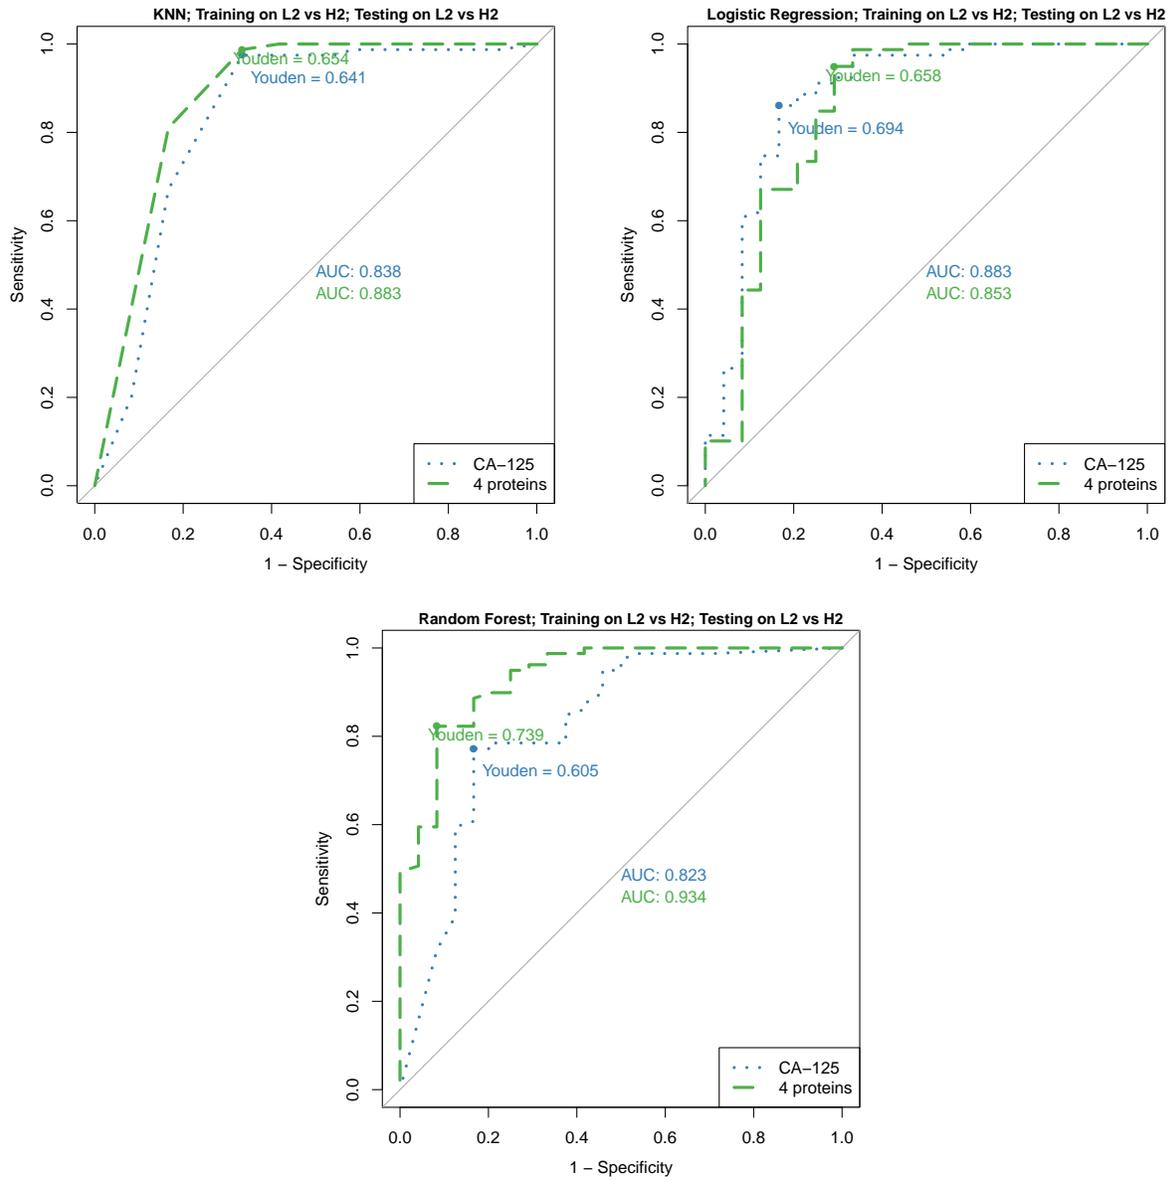 KNN; Training on L2 vs H2; Testing on L2 vs H2
Sensitivity
1.0
0.8
0.6
0.4
0.2
0.0
Youden = 0.654
Youden = 0.641
AUC: 0.838
AUC: 0.883
CA−125
4 proteins
0.0 0.2 0.4 0.6 0.8 1.0
1 − Specificity
Logistic Regression; Training on L2 vs H2; Testing on L2 vs H2
Sensitivity
1.0
0.8
0.6
0.4
0.2
0.0
Youden = 0.658
Youden = 0.694
AUC: 0.883
AUC: 0.853
CA−125
4 proteins
0.0 0.2 0.4 0.6 0.8 1.0
1 − Specificity
Random Forest; Training on L2 vs H2; Testing on L2 vs H2
Sensitivity
1.0
0.8
0.6
0.4
0.2
0.0
Youden = 0.739
Youden = 0.605
AUC: 0.823
AUC: 0.934
CA−125
4 proteins
0.0 0.2 0.4 0.6 0.8 1.0
1 − Specificity